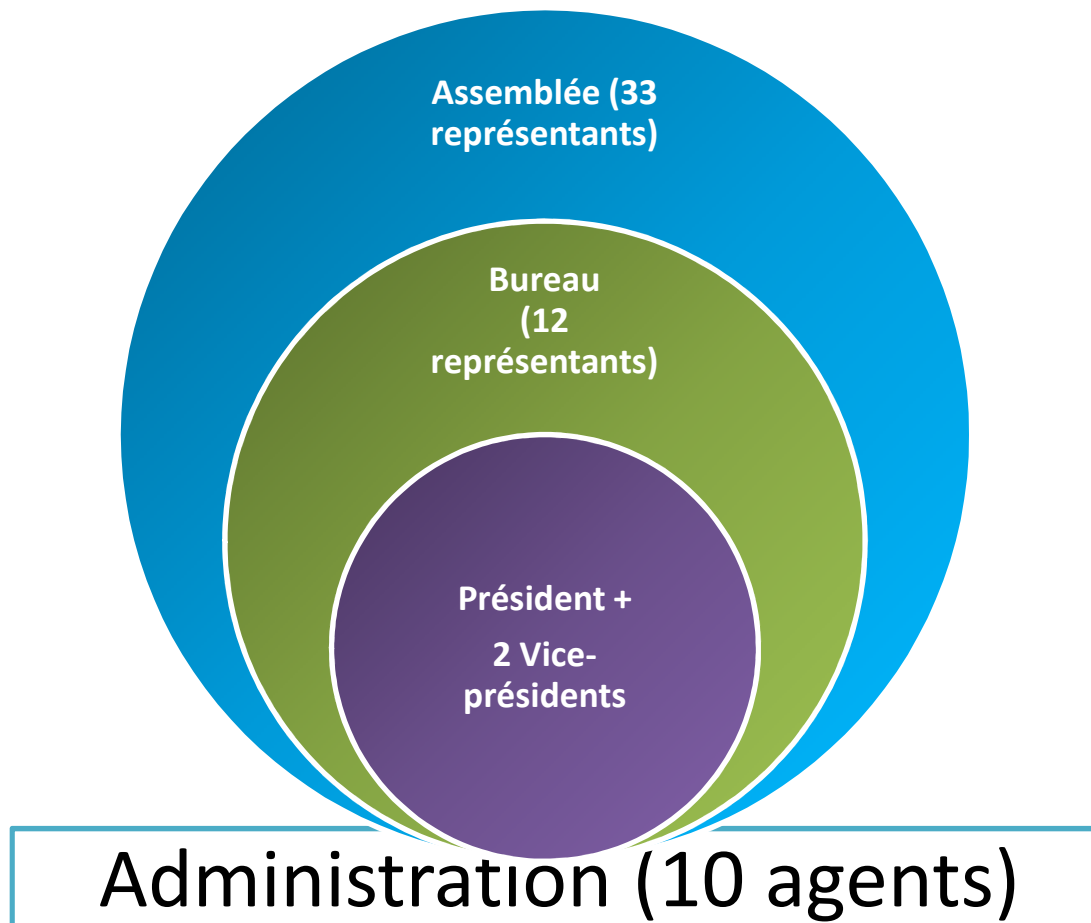 Assemblée (33
représentants)
Bureau
(12
représentants)
Président +
2 Vice-
présidents
Administration (10 agents)